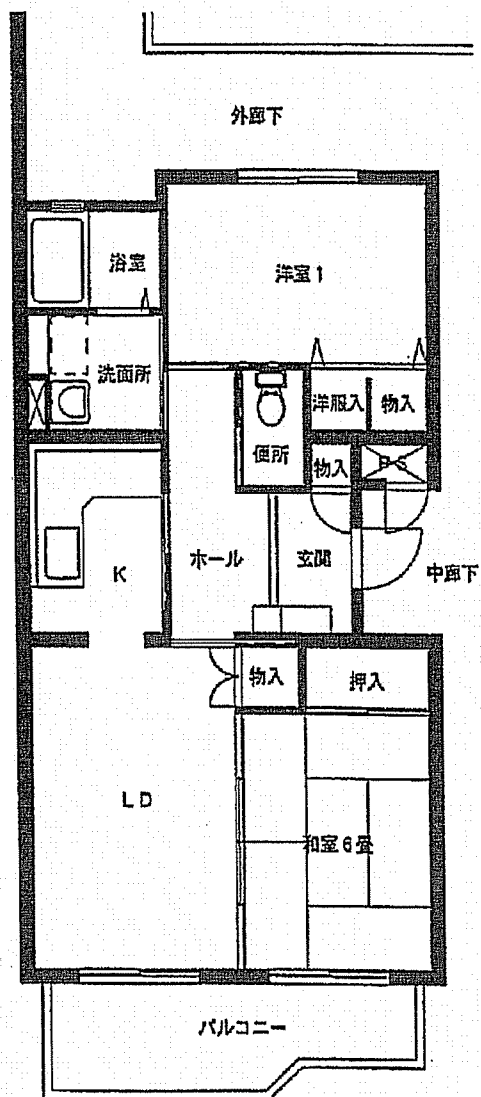 外廊下
浴室
洋室1
洗面所
洋服入
物入
便所
物入
PS
K
ホール
玄関
中廊下
物入
押入
LD
和室6畳
バルコニー